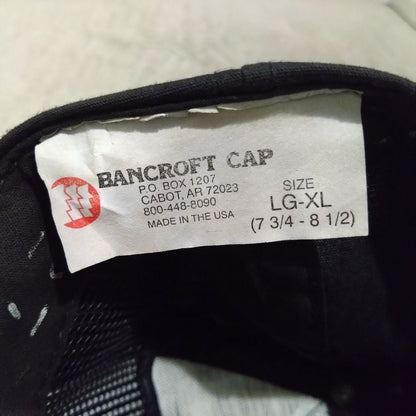 BANCROFT CAP
P.O. BOX 1207
CABOT, AR 72023
800-448-8090
MADE IN THE USA
SIZE
LG-XL
(7 3/4 - 8 1/2)